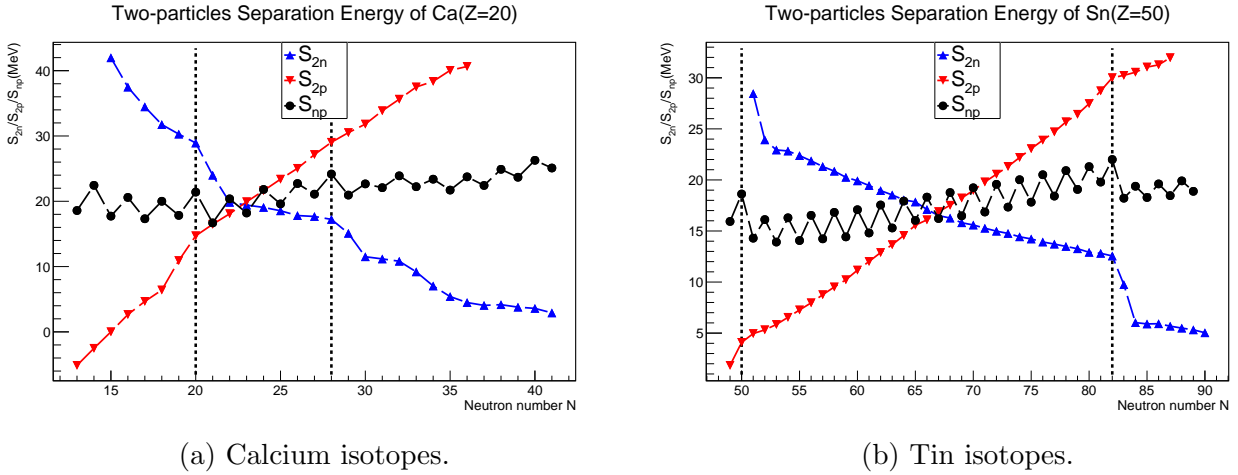 Two-particles Separation Energy of Ca(Z=20)
S2n/S2p/Snp(MeV)
40
30
20
10
0
S2n
S2p
Snp
15 20 25 30 35 40
Neutron number N
(a) Calcium isotopes.
Two-particles Separation Energy of Sn(Z=50)
S2n/S2p/Snp(MeV)
30
25
20
15
10
5
S2n
S2p
Snp
50 55 60 65 70 75 80 85 90
Neutron number N
(b) Tin isotopes.